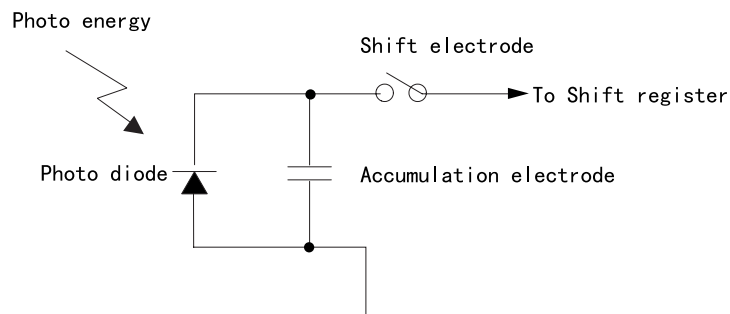 Photo energy
Shift electrode
To Shift register
Photo diode
Accumulation electrode